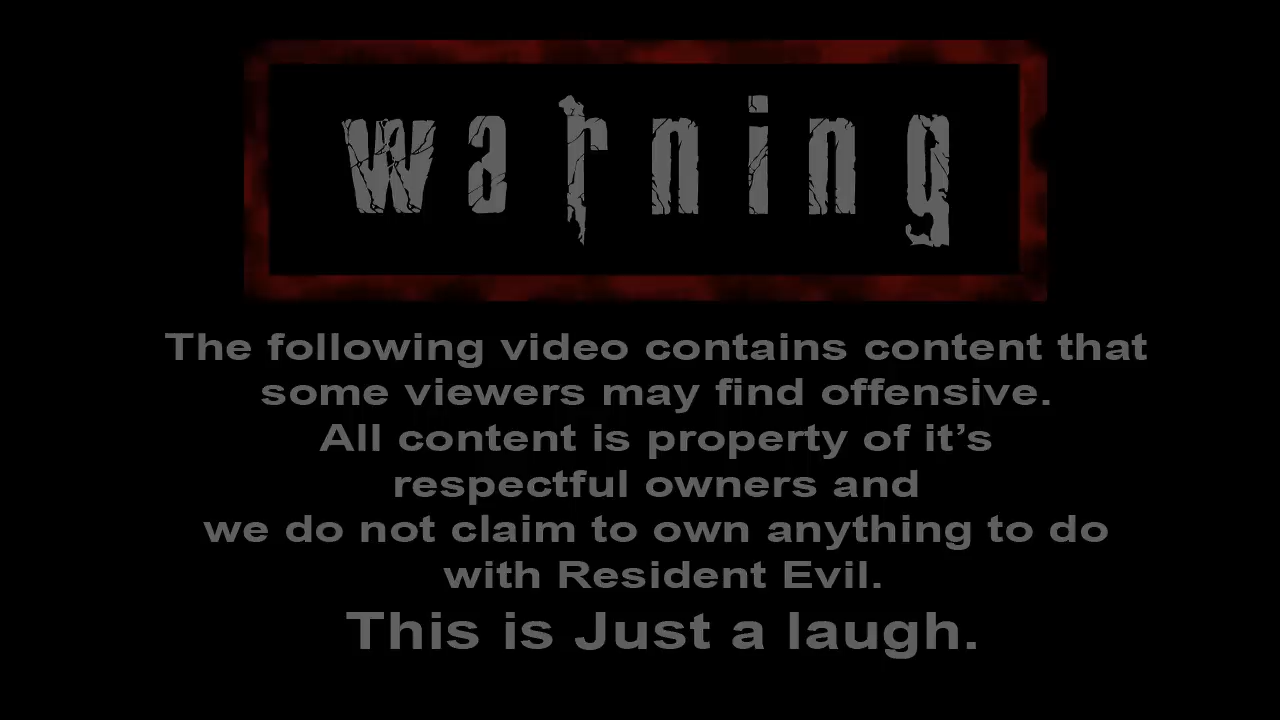 warning
The following video contains content that
some viewers may find offensive.
All content is property of it’s
respectful owners and
we do not claim to own anything to do
with Resident Evil.
This is Just a laugh.